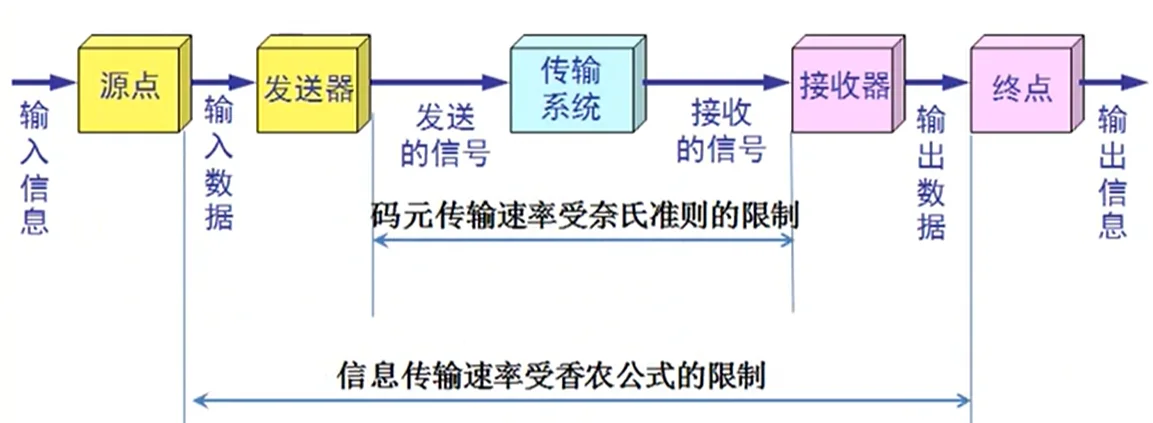 源点
发送器
传输
系统
接收器
终点
输入信息
输入数据
发送
的信号
接收
的信号
输出数据
输出信息
码元传输速率受奈氏准则的限制
信息传输速率受香农公式的限制